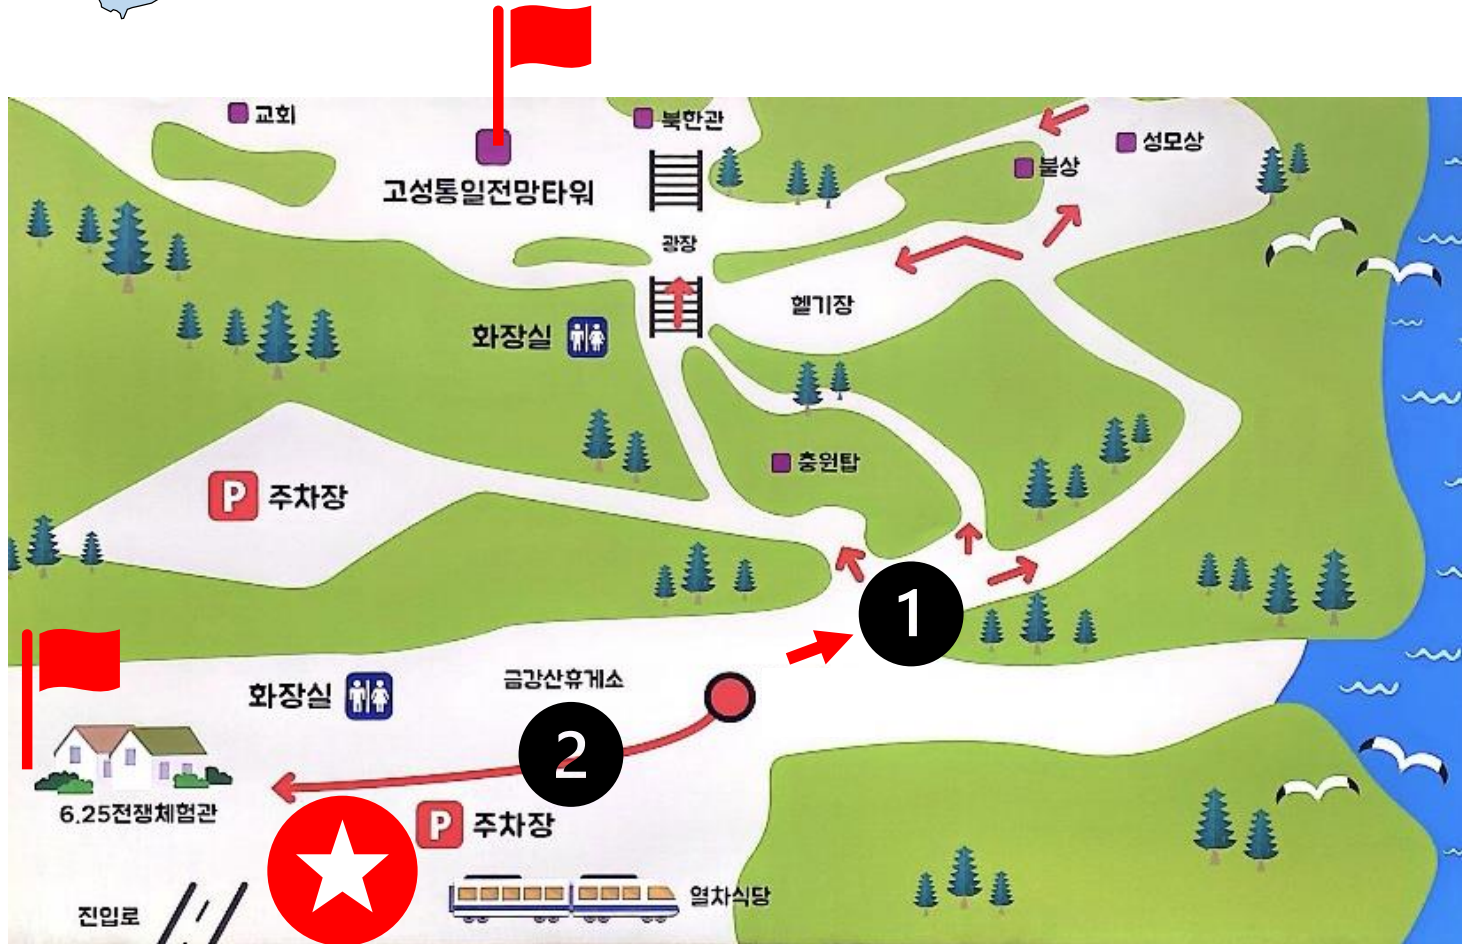 교회
북한관
성모상
불상
고성통일전망타워
광장
헬기장
화장실
충원탑
P 주차장
1
금강산휴게소
화장실
2
6.25전쟁체험관
P 주차장
열차식당
진입로